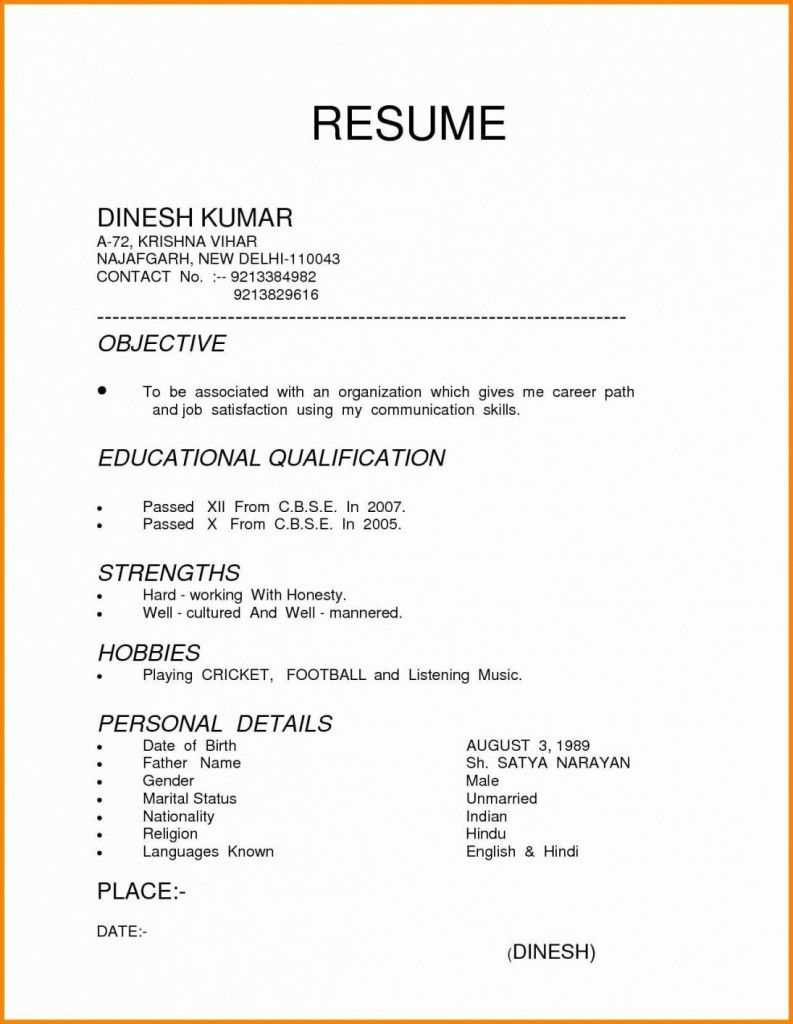 RESUME
DINESH KUMAR
A-72, KRISHNA VIHAR
NAJAFGARH, NEW DELHI-110043
CONTACT No. :-- 9213384982
9213829616
--------------------------------------------------------------------
OBJECTIVE
• To be associated with an organization which gives me career path
and job satisfaction using my communication skills.
EDUCATIONAL QUALIFICATION
• Passed XII From C.B.S.E. In 2007.
• Passed X From C.B.S.E. In 2005.
STRENGTHS
• Hard - working With Honesty.
• Well - cultured And Well - mannered.
HOBBIES
• Playing CRICKET, FOOTBALL and Listening Music.
PERSONAL DETAILS
• Date of Birth AUGUST 3, 1989
• Father Name Sh. SATYA NARAYAN
• Gender Male
• Marital Status Unmarried
• Nationality Indian
• Religion Hindu
• Languages Known English & Hindi
PLACE:-
DATE:-
(DINESH)